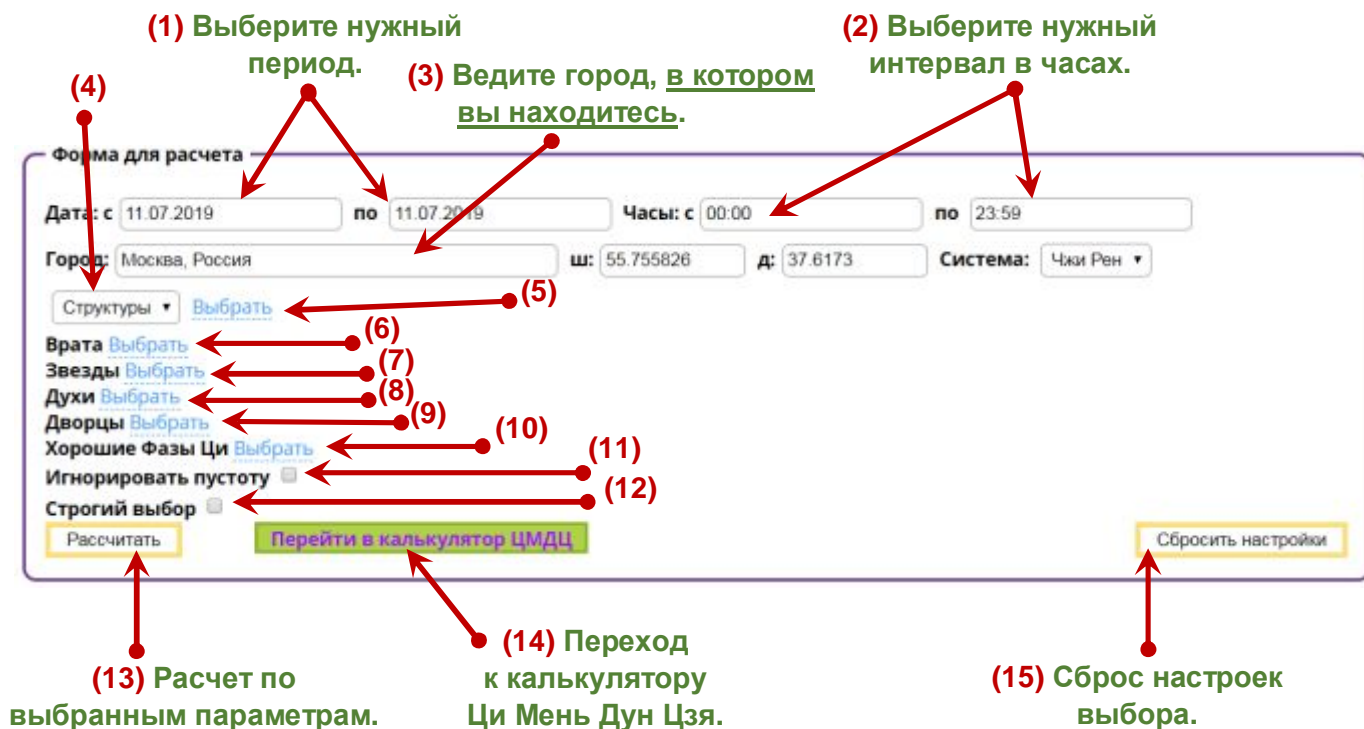 (1) Выберите нужный
период.
(2) Выберите нужный
интервал в часах.
(3) Ведите город, в котором
вы находитесь.
(4)
Форма для расчета
Дата: с 11.07.2019 по 11.07.2019 Часы: с 00:00 по 23:59
Город: Москва, Россия ш: 55.755826 д: 37.6173 Система: Чжи Рен
Структуры Выбрать (5)
Врата Выбрать (6)
Звезды Выбрать (7)
Духи Выбрать (8)
Дворцы Выбрать (9)
Хорошие Фазы Ци Выбрать (10)
Игнорировать пустоту (11)
Строгий выбор (12)
Рассчитать Перейти в калькулятор ЦМДЦ Сбросить настройки
(13) Расчет по
выбранным параметрам.
(14) Переход
к калькулятору
Ци Мень Дун Цзя.
(15) Сброс настроек
выбора.